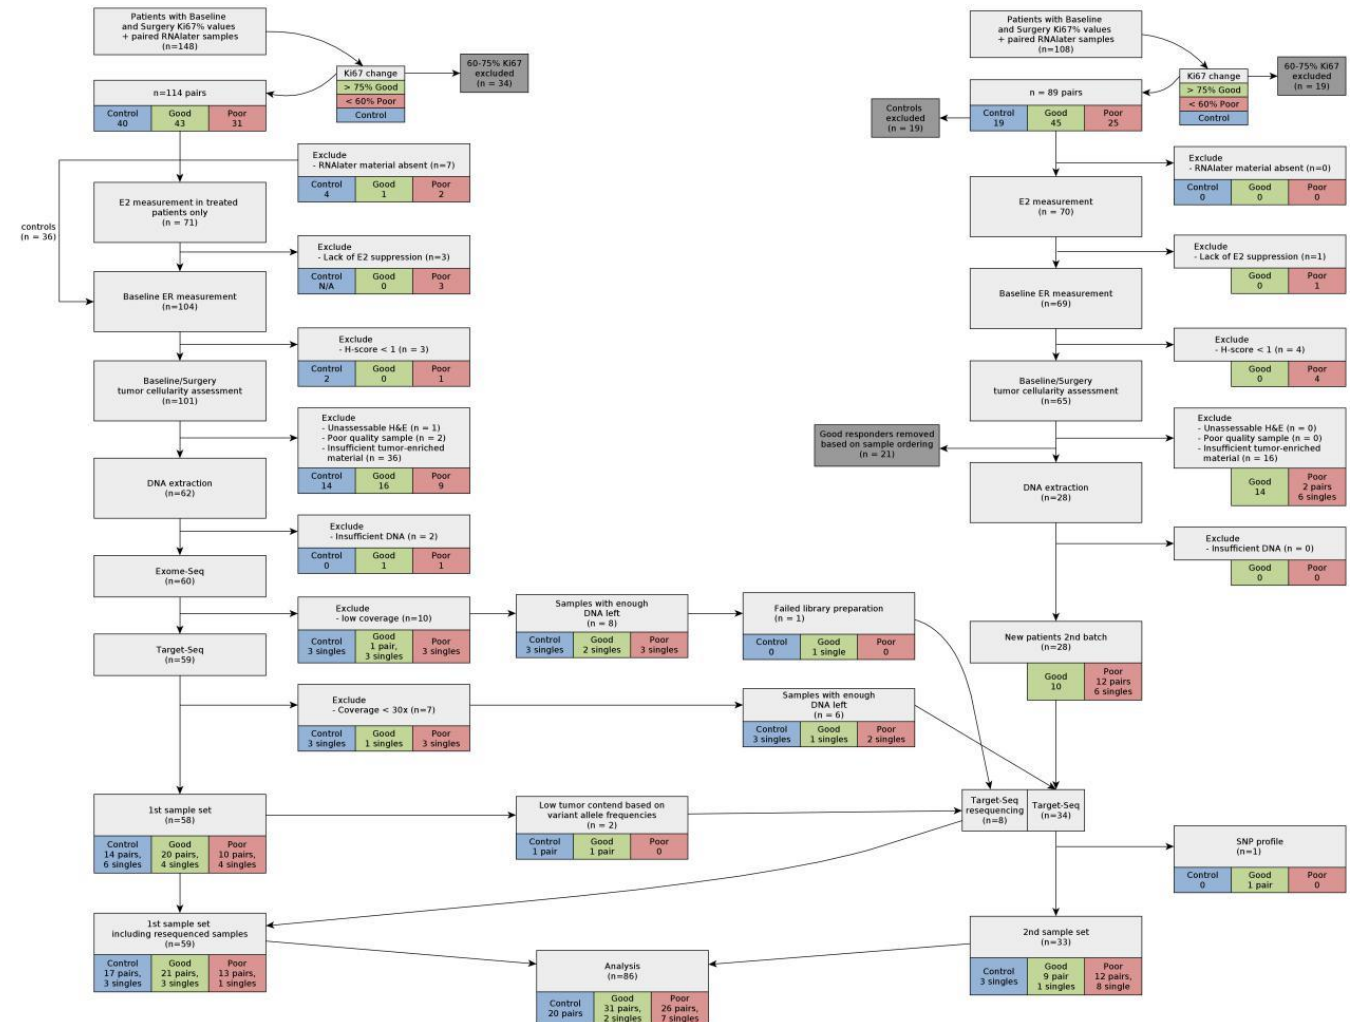 Patients with Baseline
and Surgery Ki67% values
+ paired RNAlater samples
(n=148)
Ki67 change
> 75% Good
< 60% Poor
Control
60-75% Ki67
excluded
(n = 34)
n=114 pairs
Control
40
Good
43
Poor
31
Exclude
- RNAlater material absent (n=7)
Control
4
Good
1
Poor
2
controls
(n = 36)
E2 measurement in treated
patients only
(n = 71)
Exclude
- Lack of E2 suppression (n=3)
Control
N/A
Good
0
Poor
3
Baseline ER measurement
(n=104)
Exclude
- H-score < 1 (n = 3)
Control
2
Good
0
Poor
1
Baseline/Surgery
tumor cellularity assessment
(n=101)
Exclude
- Unassessable H&E (n = 1)
- Poor quality sample (n = 2)
- Insufficient tumor-enriched
material (n = 36)
Control
14
Good
16
Poor
9
DNA extraction
(n=62)
Exclude
- Insufficient DNA (n = 2)
Control
0
Good
1
Poor
1
Exome-Seq
(n=60)
Exclude
- low coverage (n=10)
Control
3 singles
Good
1 pair,
3 singles
Poor
3 singles
Samples with enough
DNA left
(n = 8)
Control
3 singles
Good
2 singles
Poor
3 singles
Failed library preparation
(n = 1)
Control
0
Good
1 single
Poor
0
Target-Seq
(n=59)
Exclude
- Coverage < 30x (n=7)
Control
3 singles
Good
1 singles
Poor
3 singles
Samples with enough
DNA left
(n = 6)
Control
3 singles
Good
1 singles
Poor
2 singles
1st sample set
(n=58)
Control
14 pairs,
6 singles
Good
20 pairs,
4 singles
Poor
10 pairs,
4 singles
Low tumor contend based on
variant allele frequencies
(n = 2)
Control
1 pair
Good
1 pair
Poor
0
Target-Seq
resequencing
(n=8)
Target-Seq
(n=34)
1st sample set
including resequenced samples
(n=59)
Control
17 pairs,
3 singles
Good
21 pairs,
3 singles
Poor
13 pairs,
1 singles
Analysis
(n=86)
Control
20 pairs
Good
31 pairs,
2 singles
Poor
26 pairs,
7 singles
Patients with Baseline
and Surgery Ki67% values
+ paired RNAlater samples
(n=108)
Ki67 change
> 75% Good
< 60% Poor
Control
60-75% Ki67
excluded
(n = 19)
n = 89 pairs
Control
19
Good
45
Poor
25
Controls
excluded
(n = 19)
Exclude
- RNAlater material absent (n=0)
Control
0
Good
0
Poor
0
E2 measurement
(n = 70)
Exclude
- Lack of E2 suppression (n=1)
Good
0
Poor
1
Baseline ER measurement
(n=69)
Exclude
- H-score < 1 (n = 4)
Good
0
Poor
4
Baseline/Surgery
tumor cellularity assessment
(n=65)
Exclude
- Unassessable H&E (n = 0)
- Poor quality sample (n = 0)
- Insufficient tumor-enriched
material (n = 16)
Good
14
Poor
2 pairs
6 singles
Good responders removed
based on sample ordering
(n = 21)
DNA extraction
(n=28)
Exclude
- Insufficient DNA (n = 0)
Good
0
Poor
0
New patients 2nd batch
(n=28)
Good
10
Poor
12 pairs
6 singles
SNP profile
(n=1)
Control
0
Good
1 pair
Poor
0
2nd sample set
(n=33)
Control
3 singles
Good
9 pair
1 singles
Poor
12 pairs,
8 single